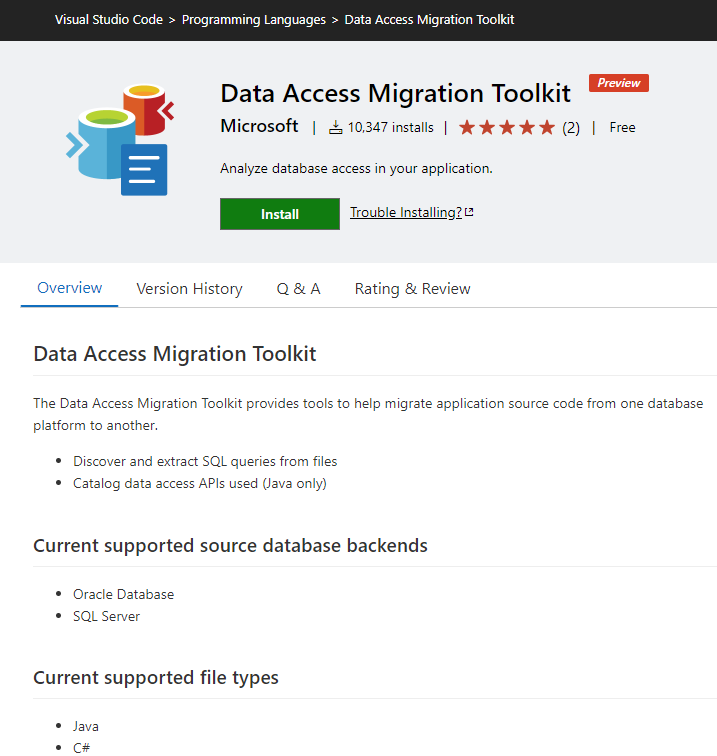 Visual Studio Code > Programming Languages > Data Access Migration Toolkit
Data Access Migration Toolkit Preview
Microsoft | 10,347 installs | (2) | Free
Analyze database access in your application.
Install Trouble Installing?
Overview Version History Q & A Rating & Review
Data Access Migration Toolkit
The Data Access Migration Toolkit provides tools to help migrate application source code from one database
platform to another.
• Discover and extract SQL queries from files
• Catalog data access APIs used (Java only)
Current supported source database backends
• Oracle Database
• SQL Server
Current supported file types
• Java
• C#